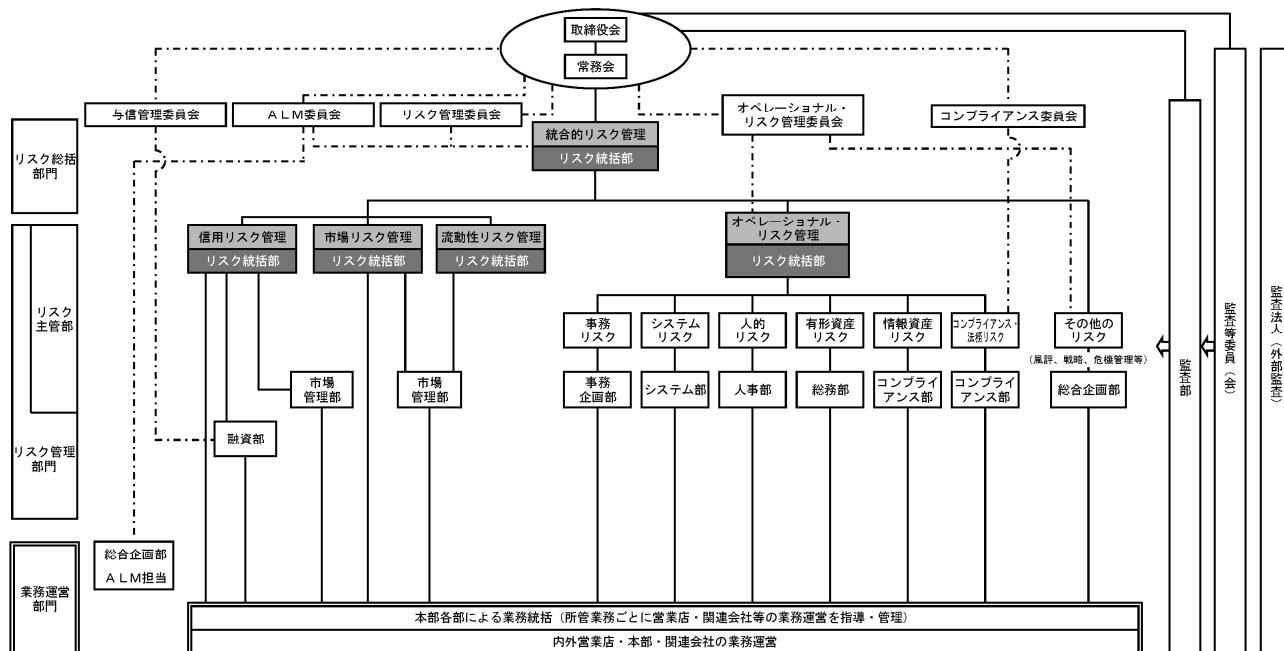 取締役会
常務会
与信管理委員会
ＡＬＭ委員会
リスク管理委員会
オペレーショナル・
リスク管理委員会
コンプライアンス委員会
リスク総括
部門
統合的リスク管理
リスク統括部
信用リスク管理
リスク統括部
市場リスク管理
リスク統括部
流動性リスク管理
リスク統括部
オペレーショナル・
リスク管理
リスク統括部
リスク
主管部
事務
リスク
システム
リスク
人的
リスク
有形資産
リスク
情報資産
リスク
コンプライアンス・
法務リスク
その他の
リスク
（風評、戦略、危機管理等）
市場
管理部
市場
管理部
事務
企画部
システム部
人事部
総務部
コンプライ
アンス部
コンプライ
アンス部
総合企画部
融資部
リスク管理
部門
総合企画部
ＡＬＭ担当
業務運営
部門
本部各部による業務統括（所管業務ごとに営業店・関連会社等の業務運営を指導・管理）
内外営業店・本部・関連会社の業務運営
監査部
監査等委員（会）
監査法人（外部監査）